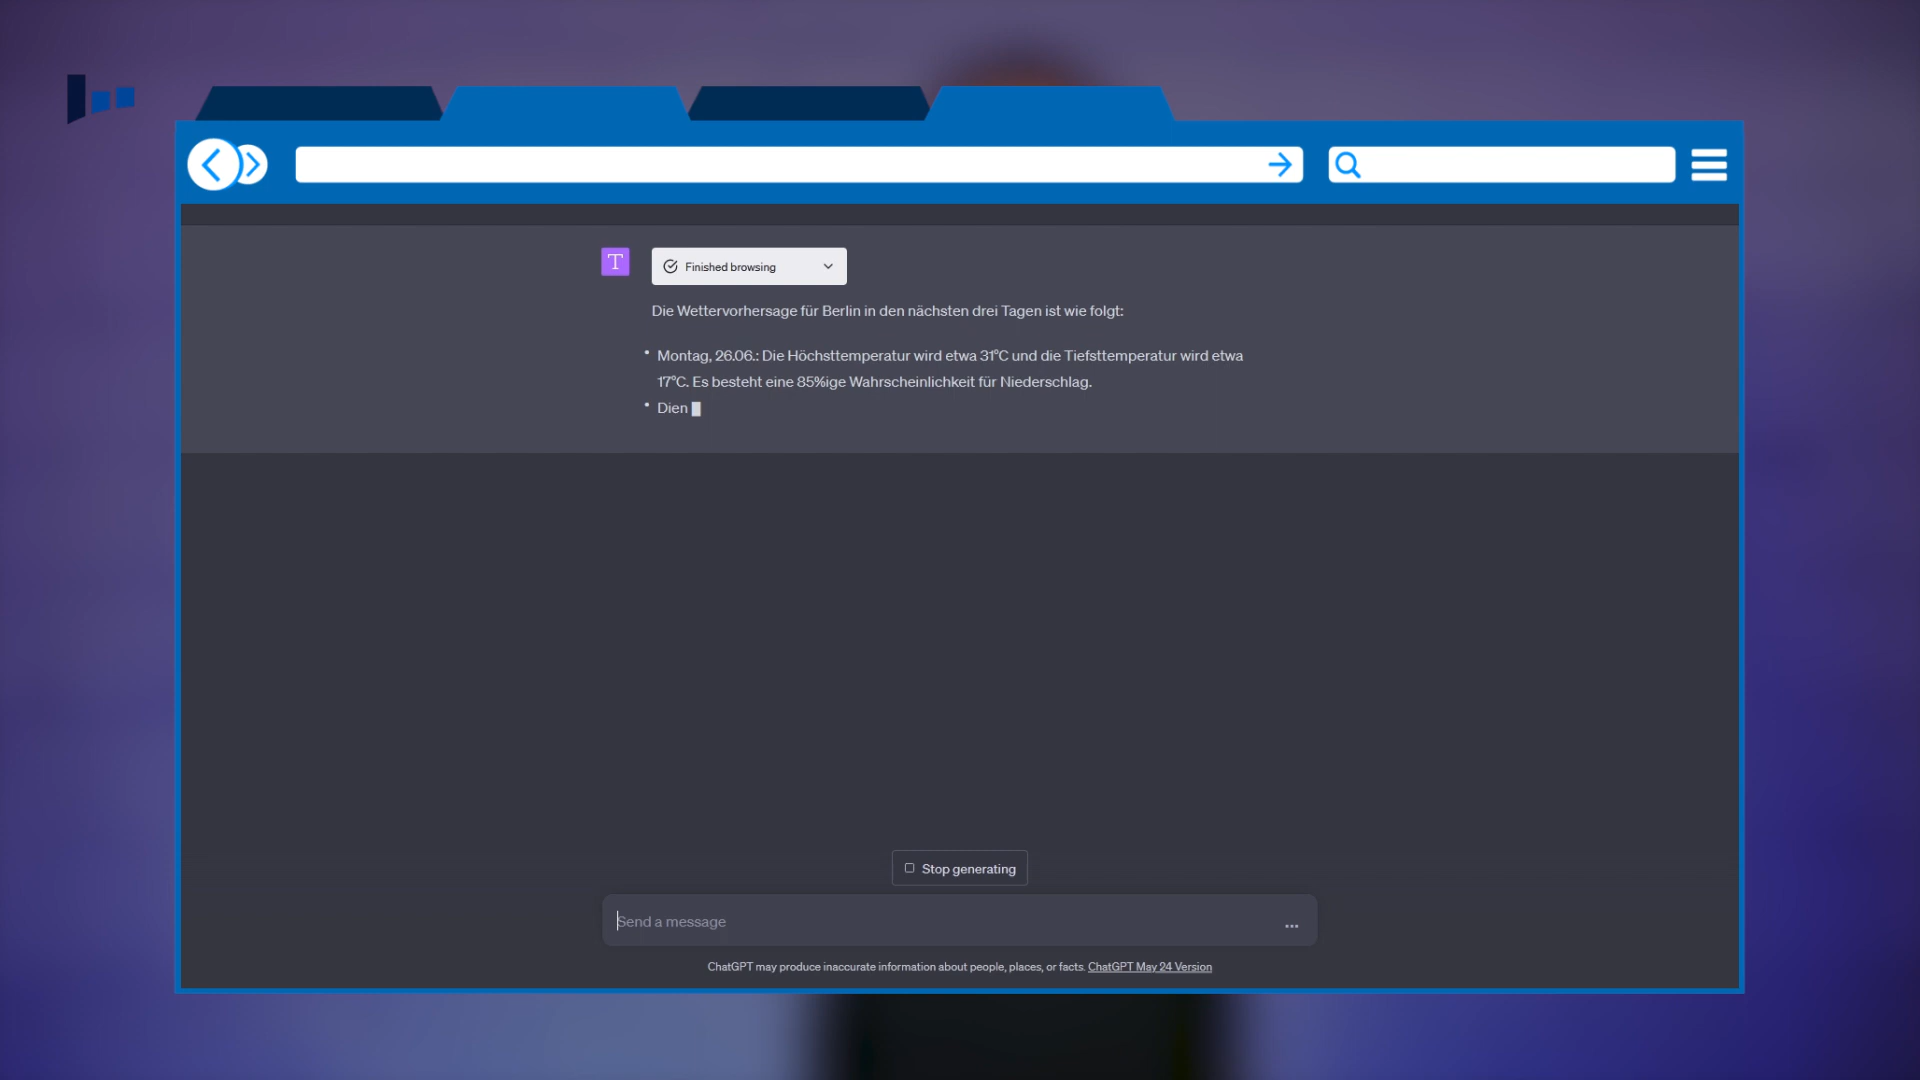 T
Finished browsing
Die Wettervorhersage für Berlin in den nächsten drei Tagen ist wie folgt:
• Montag, 26.06.: Die Höchsttemperatur wird etwa 31°C und die Tiefsttemperatur wird etwa
17°C. Es besteht eine 85%ige Wahrscheinlichkeit für Niederschlag.
• Dien
Stop generating
Send a message
ChatGPT may produce inaccurate information about people, places, or facts. ChatGPT May 24 Version